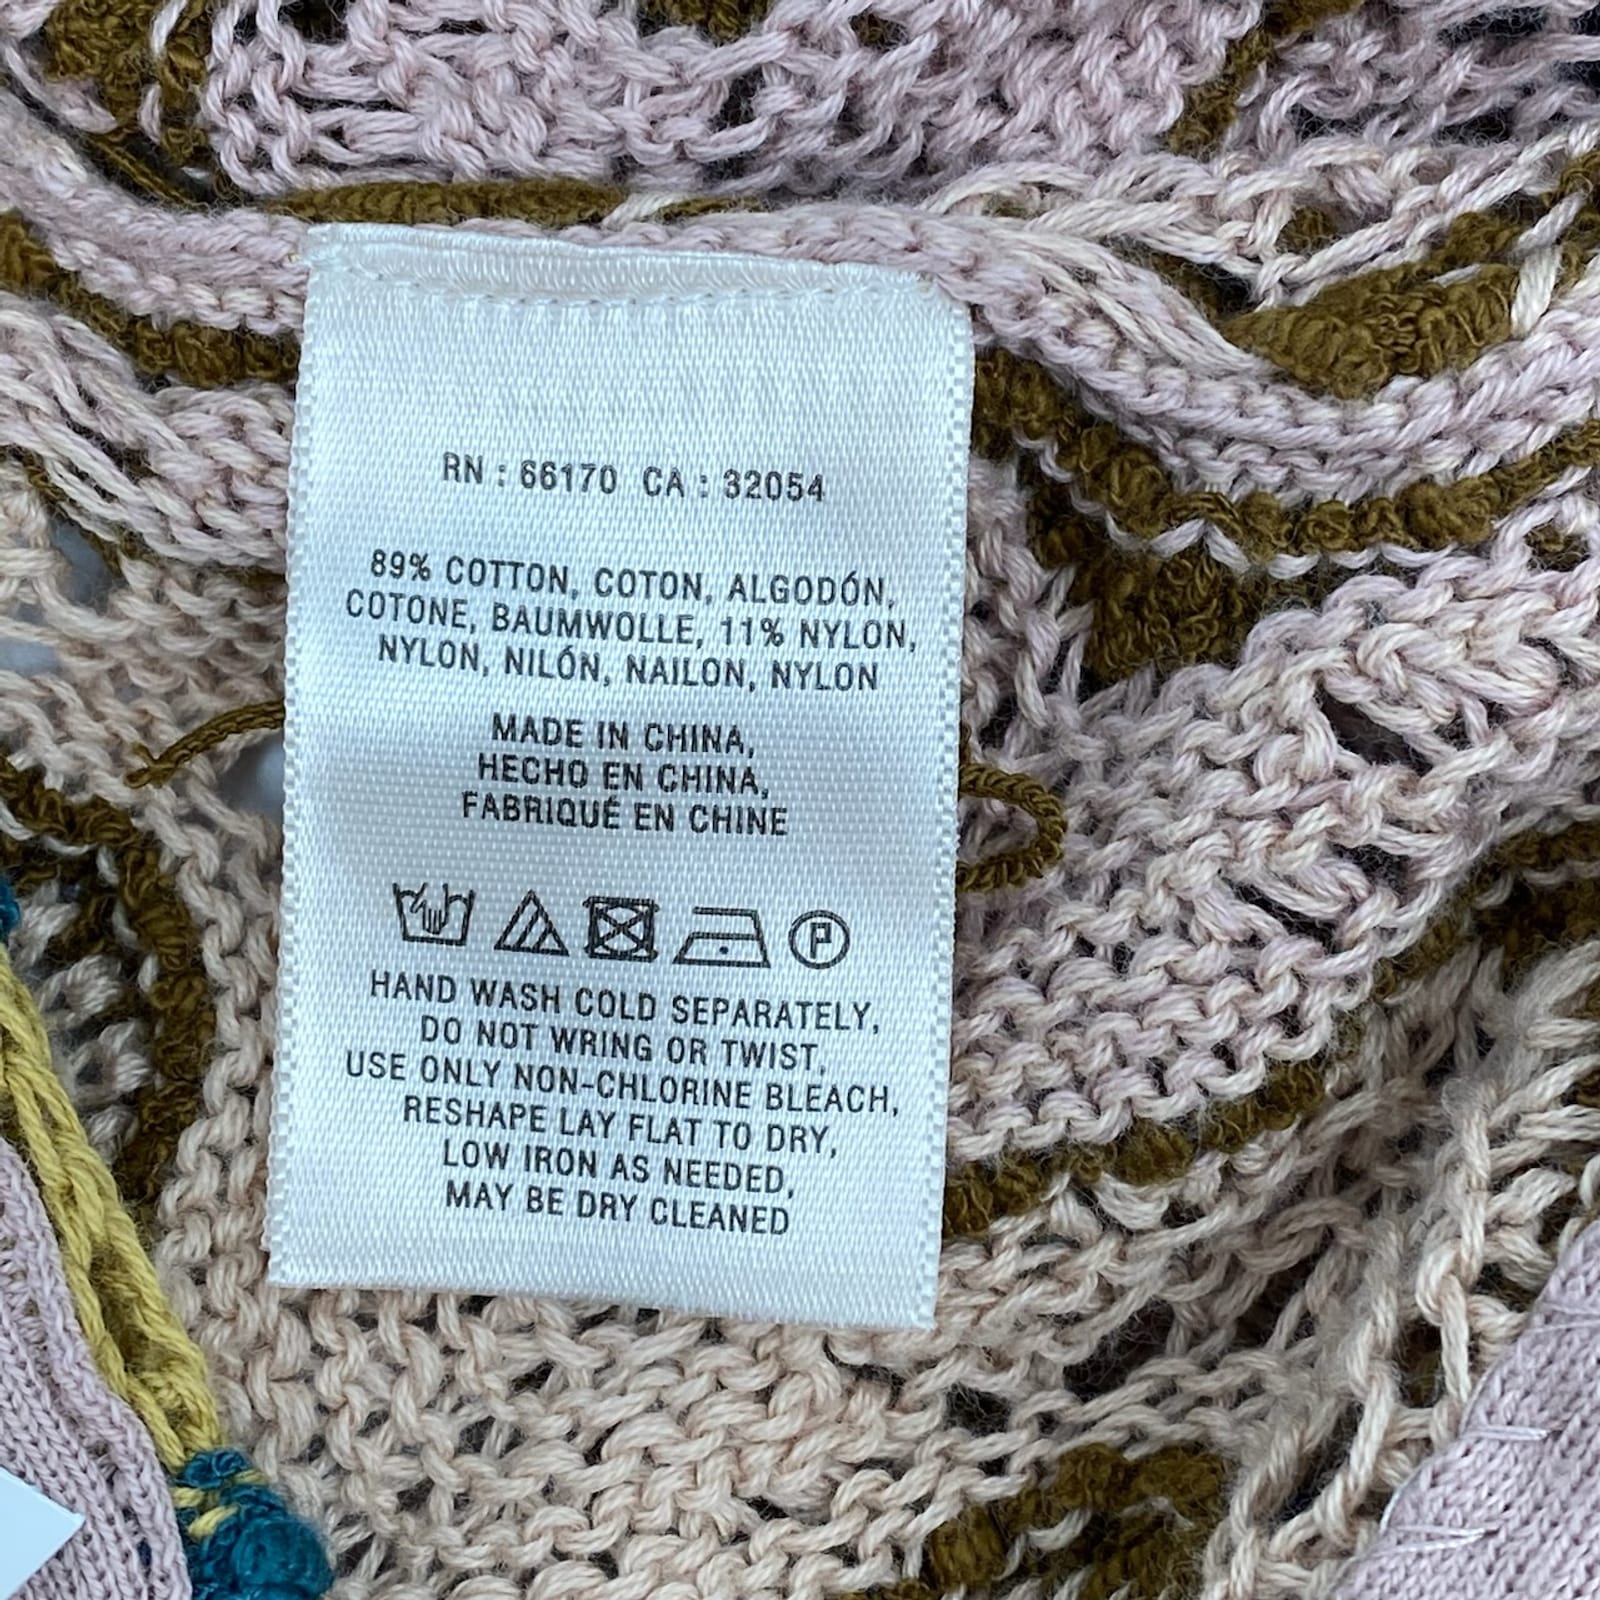 RN : 66170 CA : 32054
89% COTTON, COTON, ALGODÓN,
COTONE, BAUMWOLLE, 11% NYLON,
NYLON, NILÓN, NAILON, NYLON
MADE IN CHINA,
HECHO EN CHINA,
FABRIQUÉ EN CHINE
P
HAND WASH COLD SEPARATELY,
DO NOT WRING OR TWIST,
USE ONLY NON-CHLORINE BLEACH,
RESHAPE LAY FLAT TO DRY,
LOW IRON AS NEEDED,
MAY BE DRY CLEANED